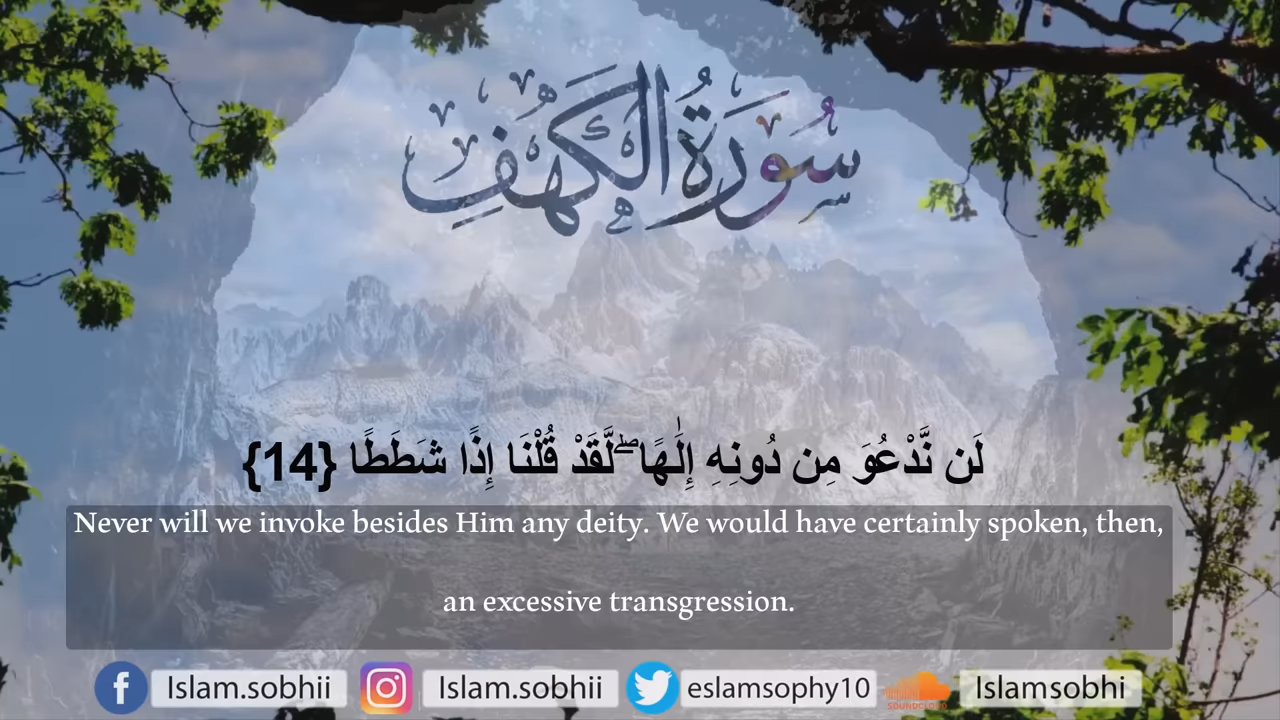 سُورَةُ الكَهْفِ
لَن نَّدْعُوَ مِن دُونِهِ إِلَٰهًا ۖ لَّقَدْ قُلْنَا إِذًا شَطَطًا {14}
Never will we invoke besides Him any deity. We would have certainly spoken, then,
an excessive transgression.
Islam.sobhii Islam.sobhii eslamsophy10 SOUNDCLOUD Islamsobhi